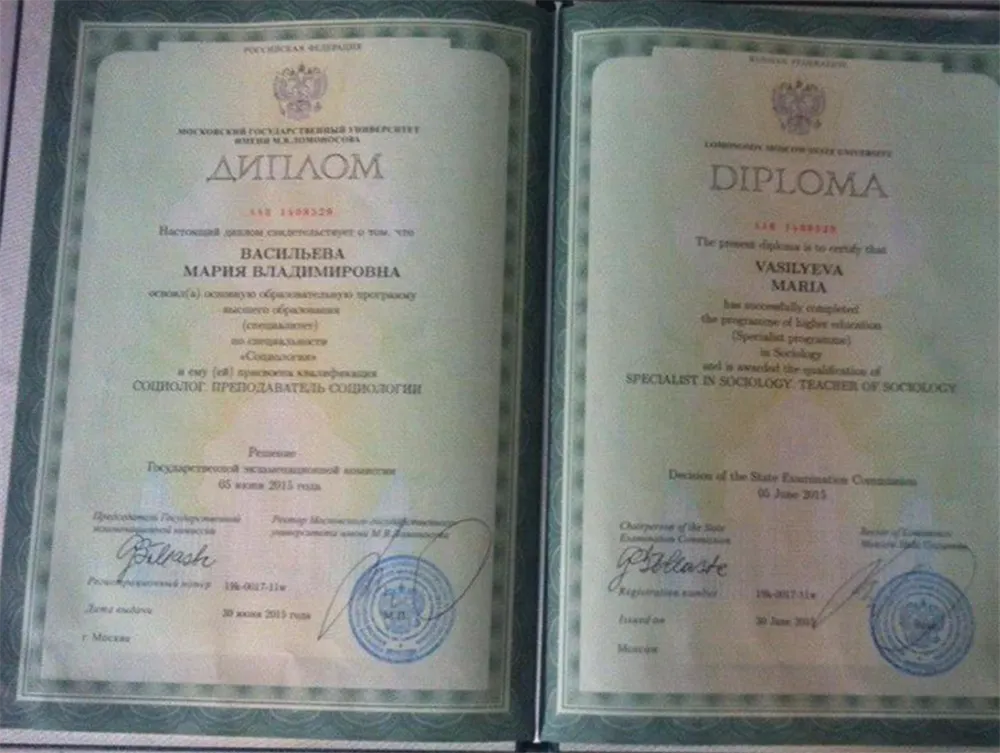 РОССИЙСКАЯ ФЕДЕРАЦИЯ
МОСКОВСКИЙ ГОСУДАРСТВЕННЫЙ УНИВЕРСИТЕТ
ИМЕНИ М.В.ЛОМОНОСОВА
ДИПЛОМ
Настоящий диплом свидетельствует о том, что
ВАСИЛЬЕВА
МАРИЯ ВЛАДИМИРОВНА
освоил(а) основную образовательную программу
высшего образования
(специалитет)
по специальности
«Социология»
и ему (ей) присвоена квалификация
СОЦИОЛОГ. ПРЕПОДАВАТЕЛЬ СОЦИОЛОГИИ
Решение
Государственной экзаменационной комиссии
05 июня 2015 года
Председатель Государственной
экзаменационной комиссии
Ректор Московского государственного
университета имени М.В.Ломоносова
Регистрационный номер 19к-0017-11и
Дата выдачи 30 июня 2015 года
М.П.
г. Москва
RUSSIAN FEDERATION
LOMONOSOV MOSCOW STATE UNIVERSITY
DIPLOMA
The present diploma is to certify that
VASILYEVA
MARIA
has successfully completed
the programme of higher education
(Specialist programme)
in Sociology
and is awarded the qualification of
SPECIALIST IN SOCIOLOGY. TEACHER OF SOCIOLOGY
Decision of the State Examination Commission
05 June 2015
Chairperson of the State
Examination Commission
Rector of Lomonosov
Moscow State University
Registration number 19k-0017-11и
Issued on 30 June 2015
Moscow